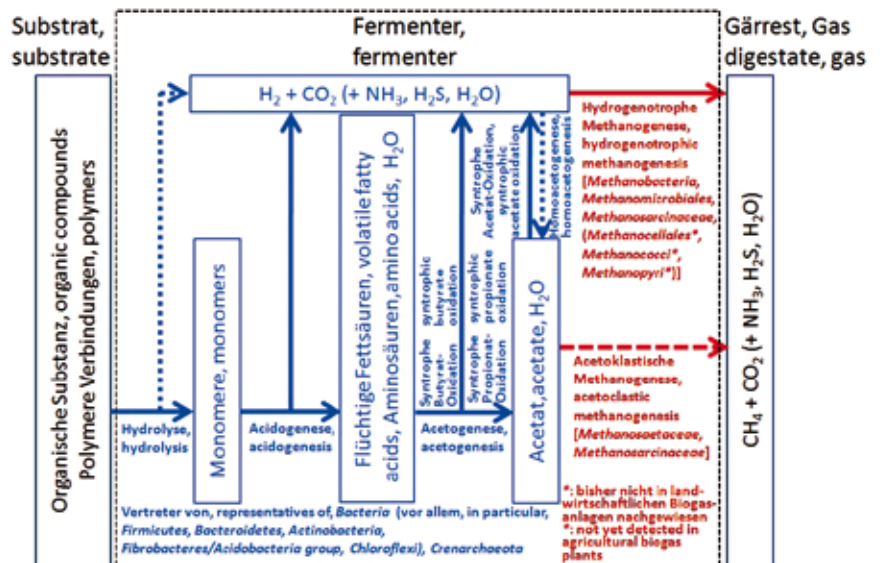 Substrat,
substrate
Fermenter,
fermenter
Gärrest, Gas
digestate, gas
Organische Substanz, organic compounds
Polymere Verbindungen, polymers
H₂ + CO₂ (+ NH₃, H₂S, H₂O)
Hydrolyse,
hydrolysis
Monomere, monomers
Acidogenese,
acidogenesis
Flüchtige Fettsäuren, volatile fatty
acids, Aminosäuren, amino acids, H₂O
Acetogenese,
acetogenesis
Syntrophe syntrophic
Butyrat- butyrate
Oxidation oxidation
Syntrophe syntrophic
Propionat- propionate
Oxidation oxidation
Syntrophe
Acetat-Oxidation,
syntrophic
acetate oxidation
Homoacetogenese,
homoacetogenesis
Acetat, acetate, H₂O
Hydrogenotrophe
Methanogenese,
hydrogenotrophic
methanogenesis
[Methanobacteria,
Methanomicrobiales,
Methanosarcinaceae,
(Methanocellales*,
Methanococci*,
Methanopyri*)]
Acetoklastische
Methanogenese,
acetoclastic
methanogenesis
[Methanosaetaceae,
Methanosarcinaceae]
CH₄ + CO₂ (+ NH₃, H₂S, H₂O)
Vertreter von, representatives of, Bacteria (vor allem, in particular,
Firmicutes, Bacteroidetes, Actinobacteria,
Fibrobacteres/Acidobacteria group, Chloroflexi), Crenarchaeota
*: bisher nicht in land-
wirtschaftlichen Biogas-
anlagen nachgewiesen
*: not yet detected in
agricultural biogas
plants